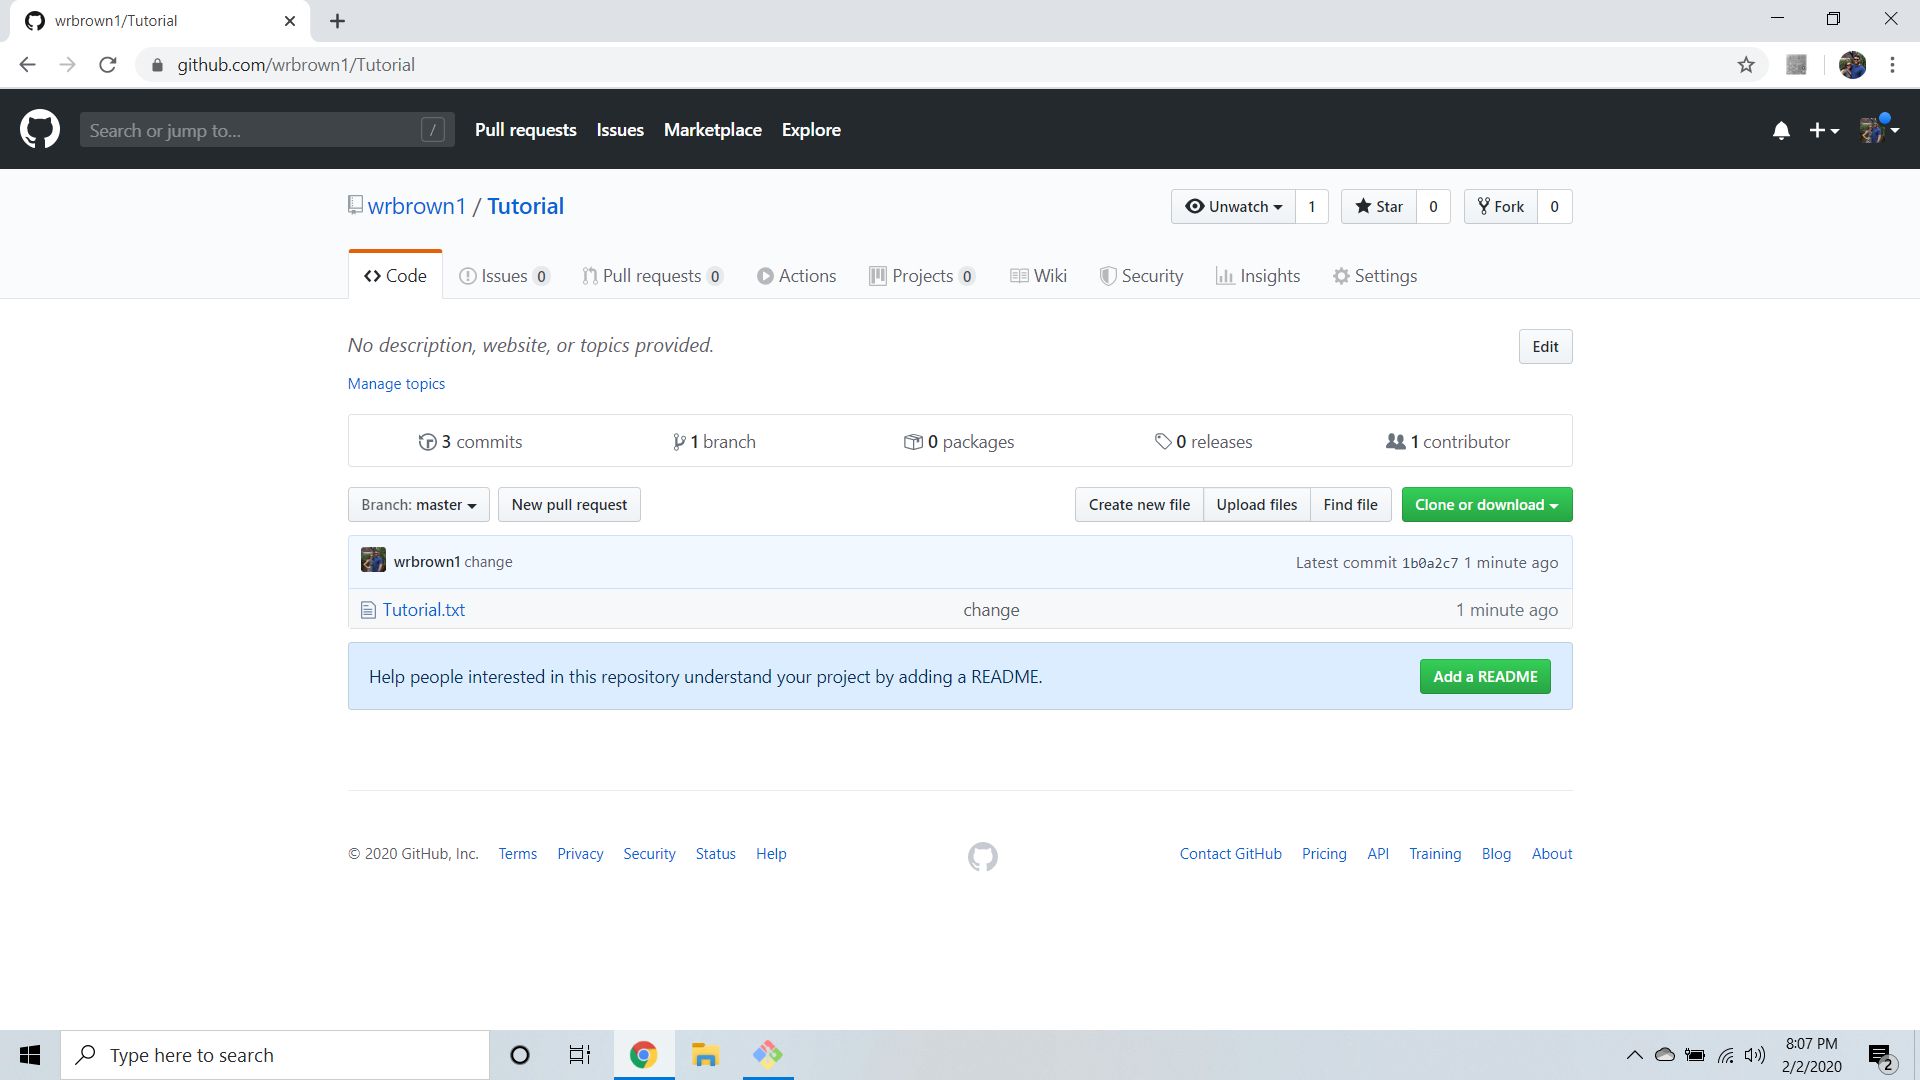 wrbrown1/Tutorial
github.com/wrbrown1/Tutorial
Search or jump to... /
Pull requests Issues Marketplace Explore
wrbrown1 / Tutorial
Unwatch 1 Star 0 Fork 0
Code Issues 0 Pull requests 0 Actions Projects 0 Wiki Security Insights Settings
No description, website, or topics provided.
Edit
Manage topics
3 commits 1 branch 0 packages 0 releases 1 contributor
Branch: master New pull request Create new file Upload files Find file Clone or download
wrbrown1 change Latest commit 1b0a2c7 1 minute ago
Tutorial.txt change 1 minute ago
Help people interested in this repository understand your project by adding a README. Add a README
© 2020 GitHub, Inc. Terms Privacy Security Status Help Contact GitHub Pricing API Training Blog About
Type here to search
8:07 PM
2/2/2020
2